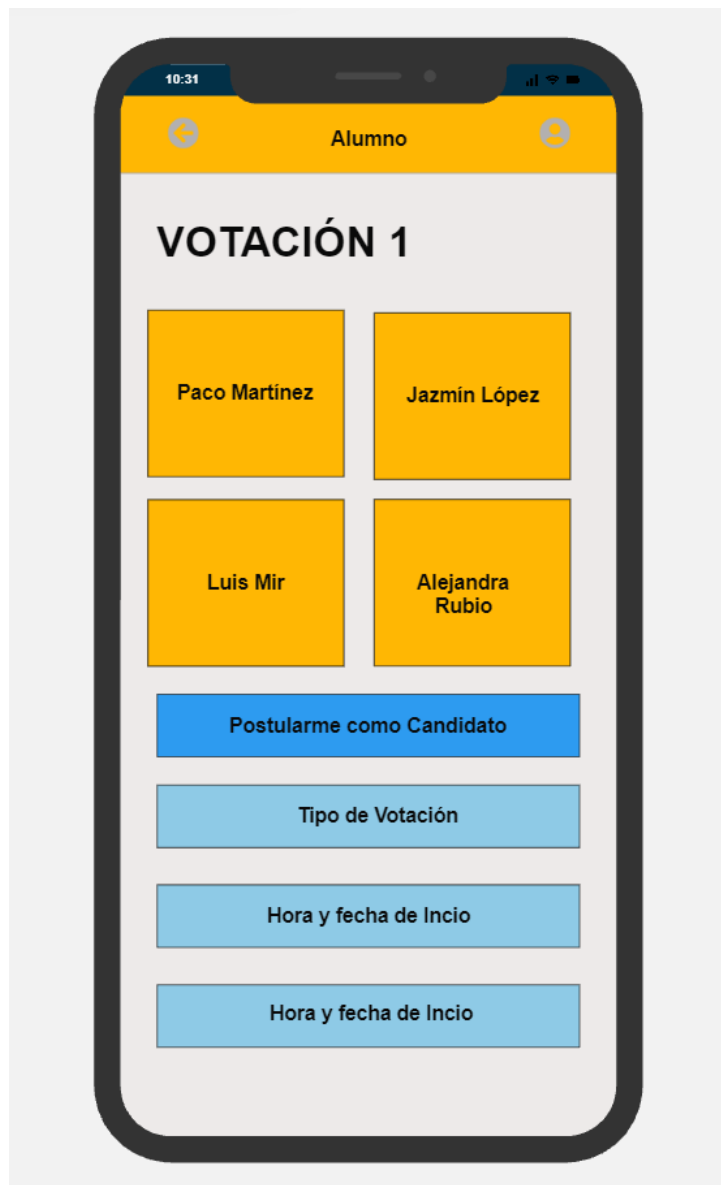 10:31
Alumno
VOTACIÓN 1
Paco Martínez
Jazmín López
Luis Mir
Alejandra
Rubio
Postularme como Candidato
Tipo de Votación
Hora y fecha de Incio
Hora y fecha de Incio